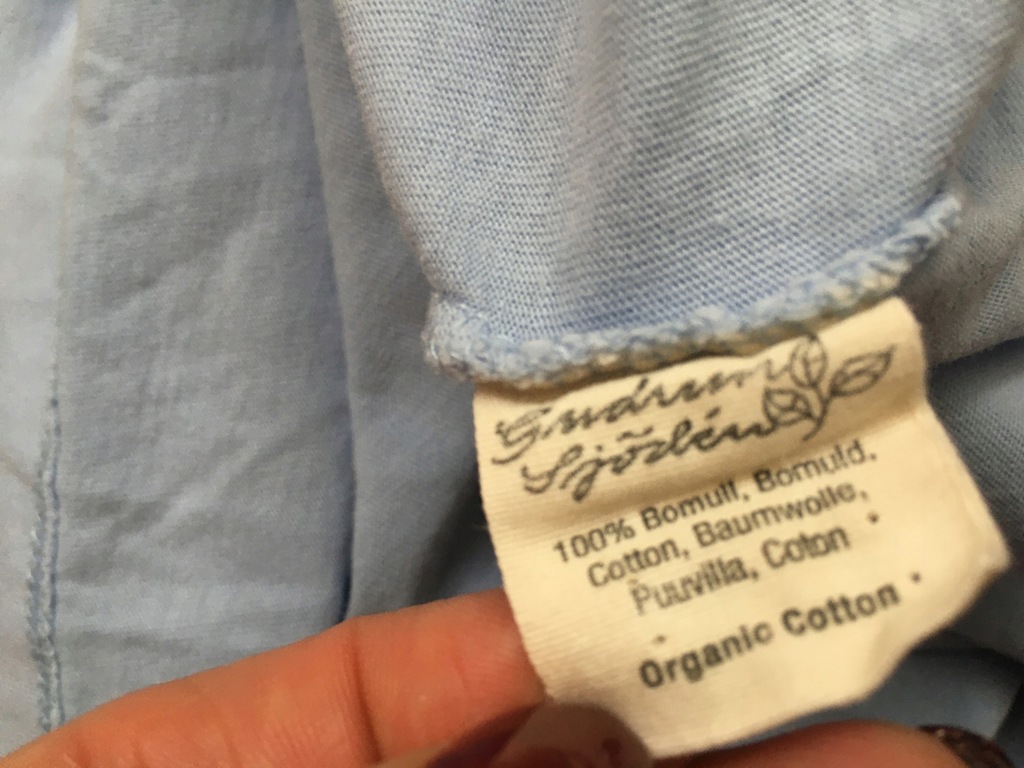 Gudrun
Sjödén
100% Bomull, Bomuld,
Cotton, Baumwolle,
Puuvilla, Coton
Organic Cotton